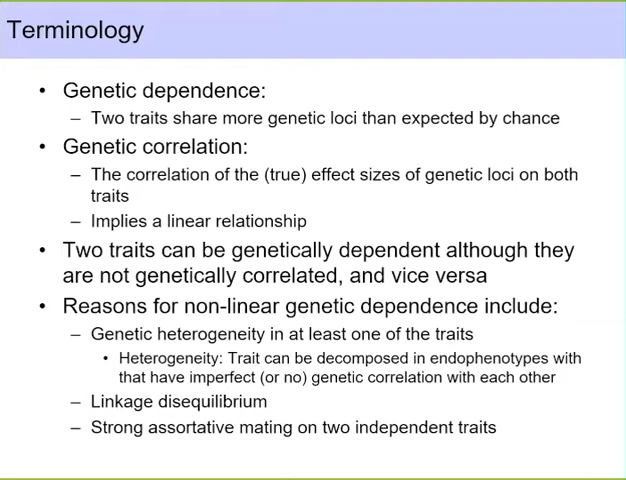 Terminology
• Genetic dependence:
– Two traits share more genetic loci than expected by chance
• Genetic correlation:
– The correlation of the (true) effect sizes of genetic loci on both
traits
– Implies a linear relationship
• Two traits can be genetically dependent although they
are not genetically correlated, and vice versa
• Reasons for non-linear genetic dependence include:
– Genetic heterogeneity in at least one of the traits
• Heterogeneity: Trait can be decomposed in endophenotypes with
that have imperfect (or no) genetic correlation with each other
– Linkage disequilibrium
– Strong assortative mating on two independent traits